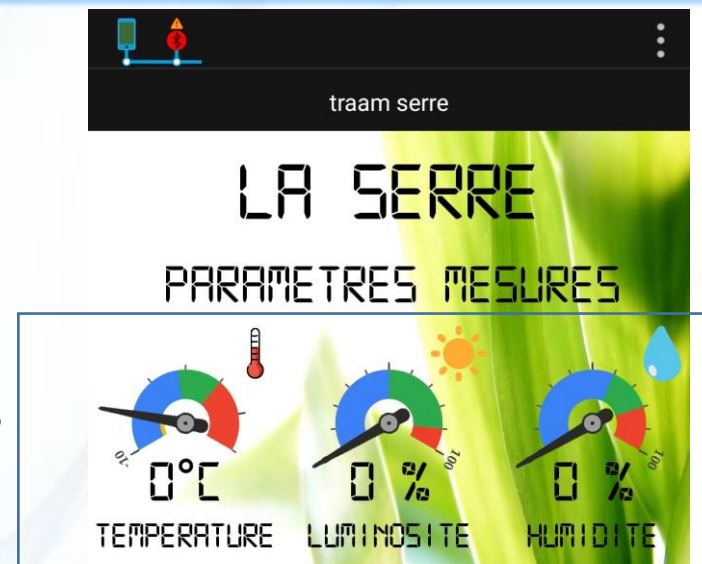 traam serre
LA SERRE
PARAMETRES MESURES
-10
100
100
0°C
0 %
0 %
TEMPERATURE
LUMINOSITE
HUMIDITE